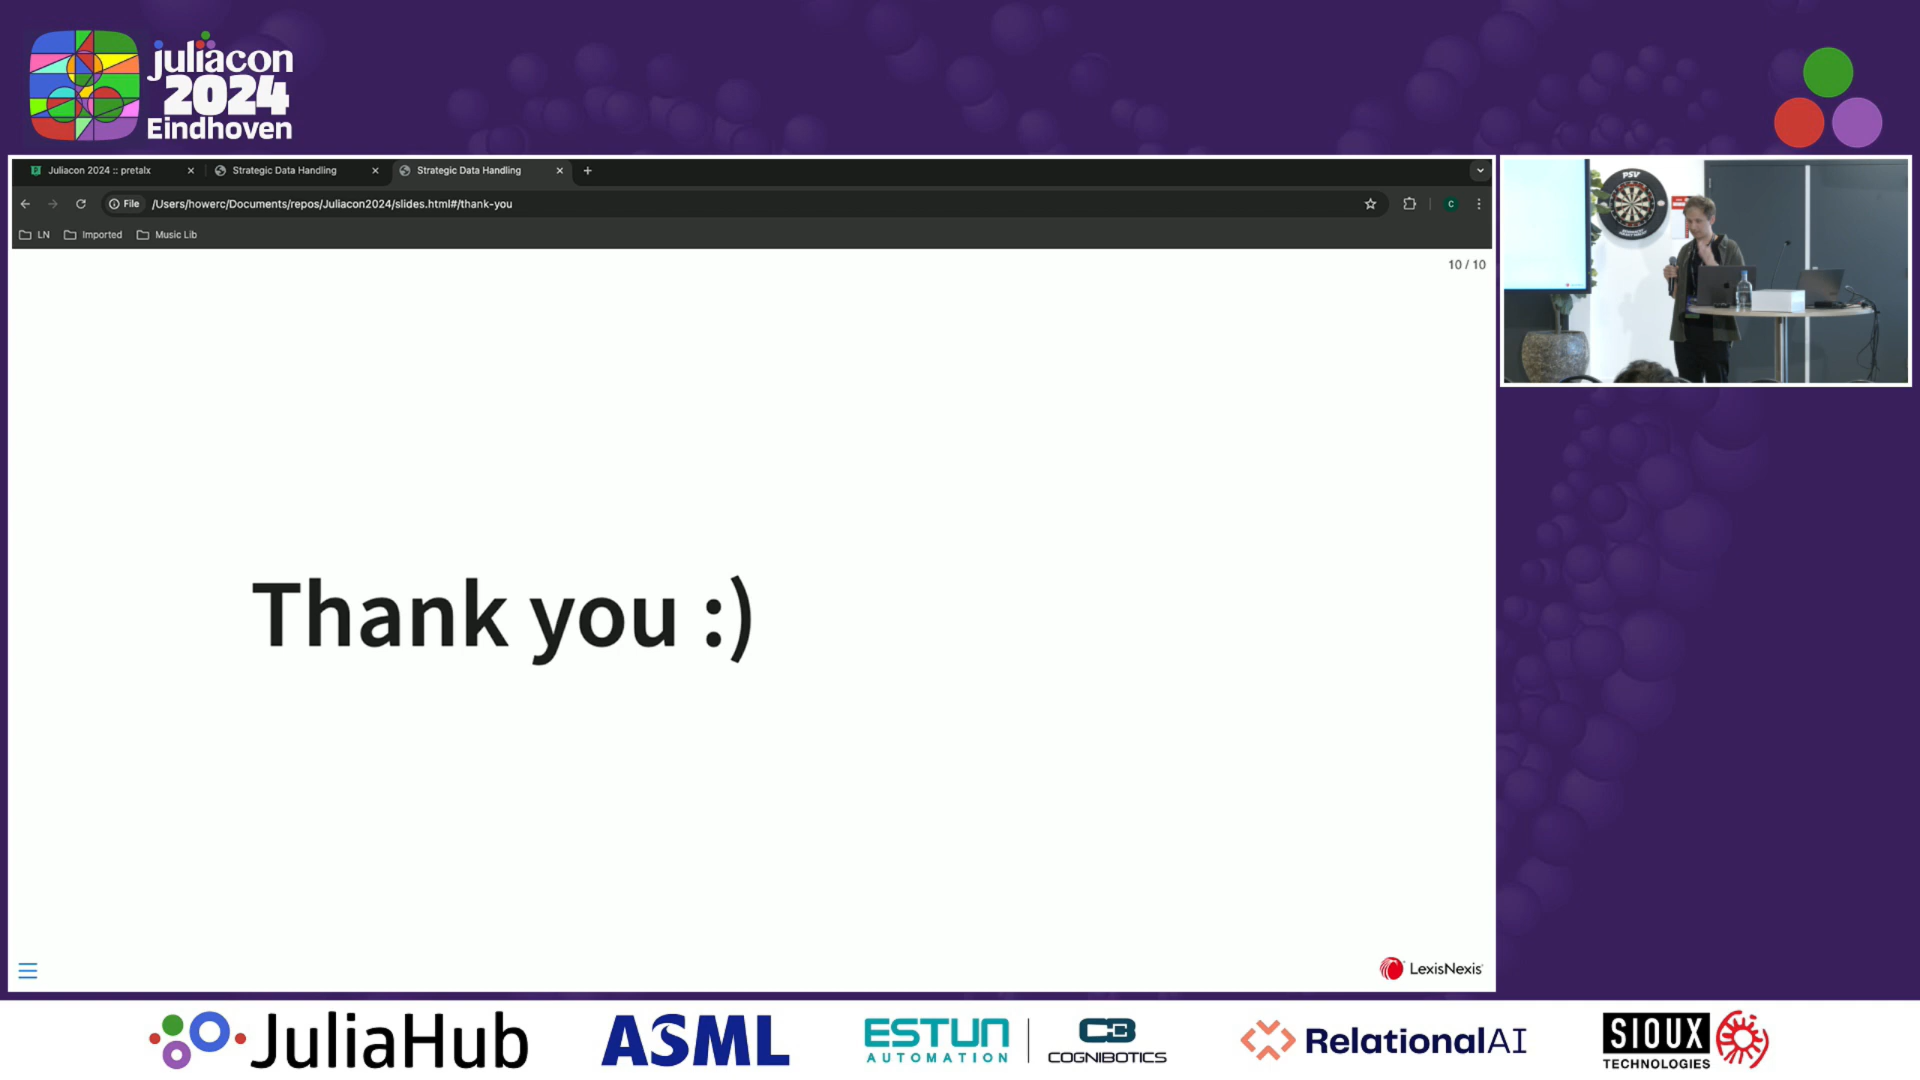 juliacon
2024
Eindhoven
Juliacon 2024 :: pretalx
Strategic Data Handling
Strategic Data Handling
File
/Users/howerc/Documents/repos/Juliacon2024/slides.html#/thank-you
C
LN
Imported
Music Lib
10 / 10
Thank you :)
LexisNexis
PSV
JuliaHub
ASML
ESTUN
AUTOMATION
COGNIBOTICS
RelationalAI
SIOUX
TECHNOLOGIES